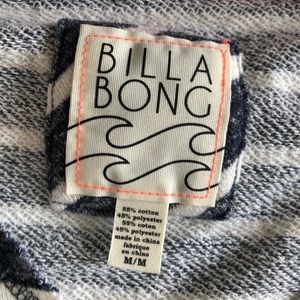 BILLA
BONG
55% cotton
45% polyester
55% coton
45% polyester
made in china
fabriqué
en chine
M/M